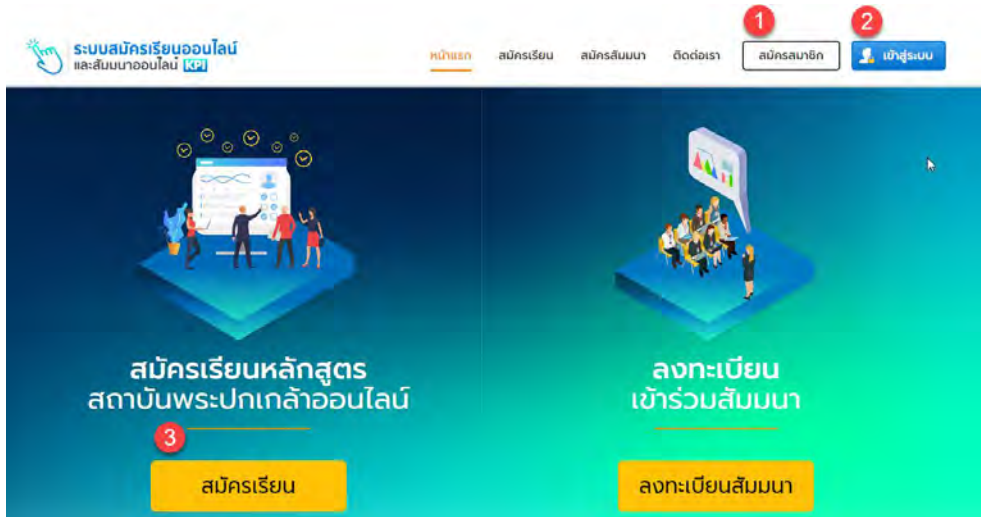 1
2
ระบบสมัครเรียนออนไลน์
และสัมมนาออนไลน์ KPI
หน้าแรก
สมัครเรียน
สมัครสัมมนา
ติดต่อเรา
สมัครสมาชิก
เข้าสู่ระบบ
สมัครเรียนหลักสูตร
สถาบันพระปกเกล้าออนไลน์
3
สมัครเรียน
ลงทะเบียน
เข้าร่วมสัมมนา
ลงทะเบียนสัมมนา